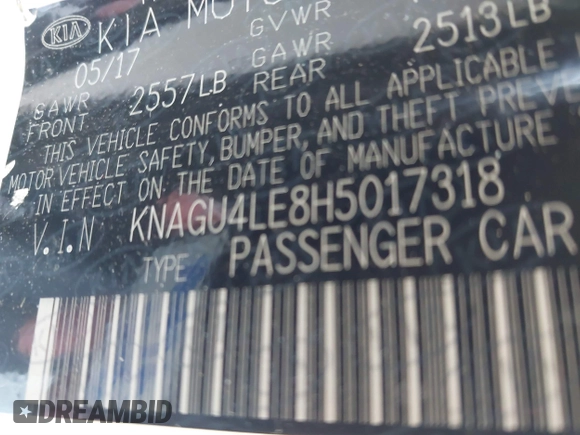 KIA KIA MOTO
GVWR
05/17 GAWR 2513LB
GAWR 2557LB REAR
FRONT
THIS VEHICLE CONFORMS TO ALL APPLICABLE
MOTOR VEHICLE SAFETY, BUMPER, AND THEFT PREVE
IN EFFECT ON THE DATE OF MANUFACTURE
V.I.N KNAGU4LE8H5017318
TYPE PASSENGER CAR
DREAMBID